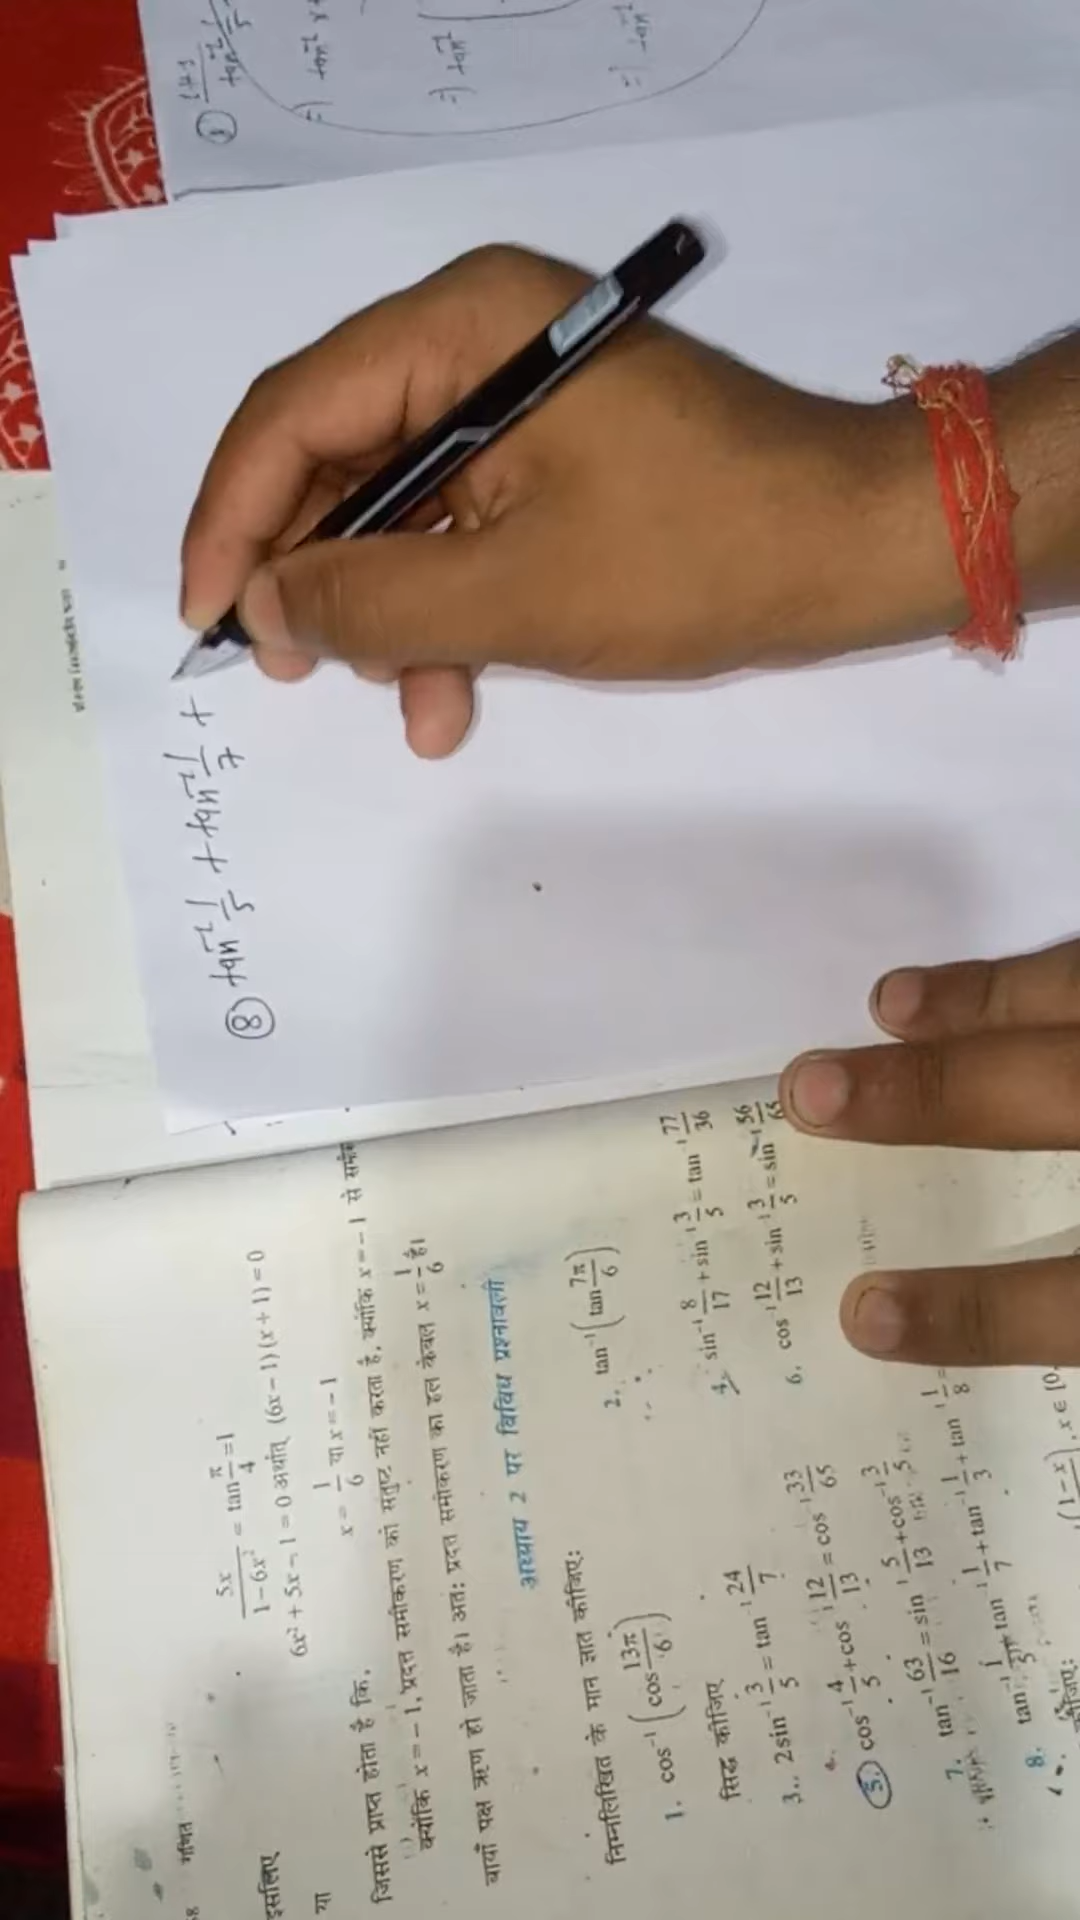 गणित
इसलिए 5x/(1 − 6x²) = tan π/4 = 1
या 6x² + 5x − 1 = 0 अर्थात् (6x − 1) (x + 1) = 0
जिससे प्राप्त होता है कि, x = 1/6 या x = − 1
क्योंकि x = − 1, प्रदत्त समीकरण को संतुष्ट नहीं करता है, क्योंकि x = − 1 से
बायाँ पक्ष ऋण हो जाता है। अतः प्रदत्त समीकरण का हल केवल x = 1/6 है।
अध्याय 2 पर विविध प्रश्नावली
निम्नलिखित के मान ज्ञात कीजिए:
1. cos⁻¹ (cos 13π/6)
2. tan⁻¹ (tan 7π/6)
सिद्ध कीजिए
3. 2 sin⁻¹ 3/5 = tan⁻¹ 24/7
4. sin⁻¹ 8/17 + sin⁻¹ 3/5 = tan⁻¹ 77/36
5. cos⁻¹ 4/5 + cos⁻¹ 12/13 = cos⁻¹ 33/65
6. cos⁻¹ 12/13 + sin⁻¹ 3/5 = sin⁻¹ 56/65
7. tan⁻¹ 63/16 = sin⁻¹ 5/13 + cos⁻¹ 3/5
8. tan⁻¹ 1/5 + tan⁻¹ 1/7 + tan⁻¹ 1/3 + tan⁻¹ 1/8 =
कीजिए:
(1 − x), x ∈ [0,
⑧ tan⁻¹ 1/5 + tan⁻¹ 1/7 +